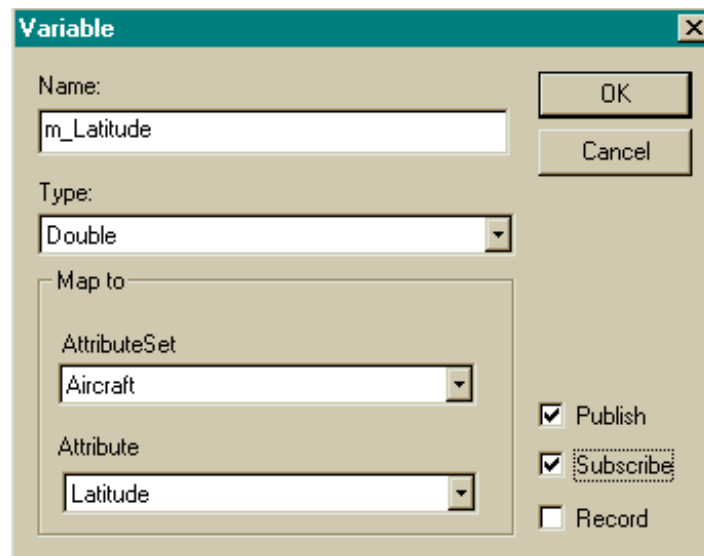 Variable
Name:
OK
m_Latitude
Cancel
Type:
Double
Map to
AttributeSet
Aircraft
Publish
Attribute
Subscribe
Latitude
Record